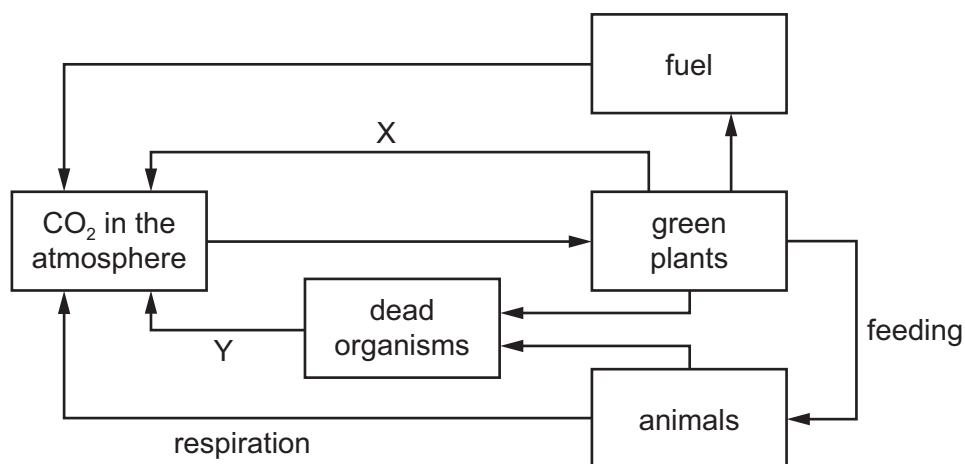 fuel
X
CO₂ in the
atmosphere
green
plants
dead
organisms
feeding
Y
animals
respiration